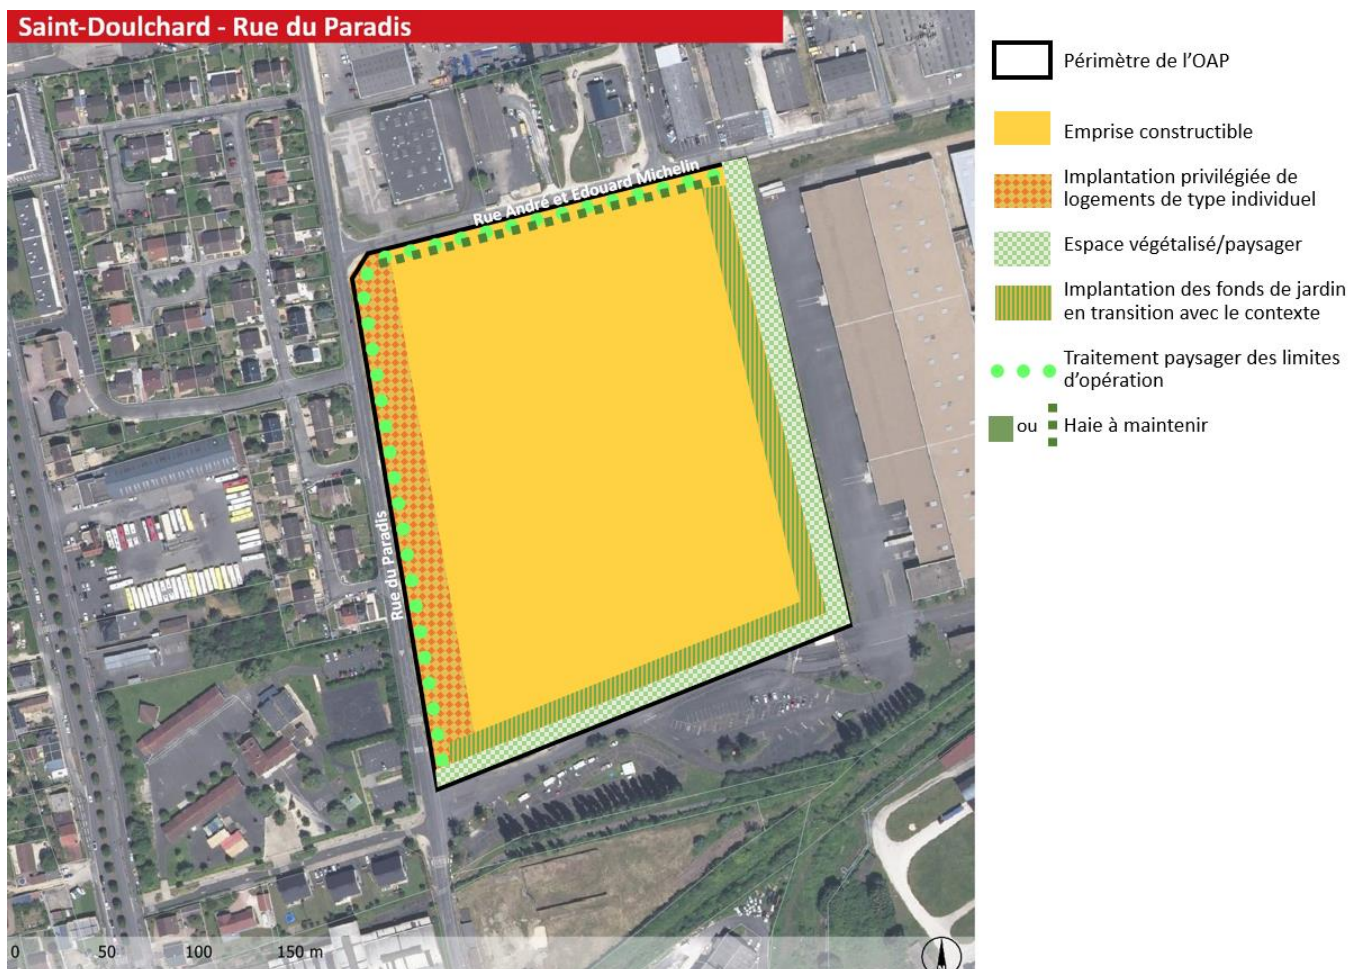 Saint-Doulchard - Rue du Paradis
Périmètre de l'OAP
Emprise constructible
Implantation privilégiée de
logements de type individuel
Espace végétalisé/paysager
Implantation des fonds de jardin
en transition avec le contexte
Traitement paysager des limites
d'opération
ou
Haie à maintenir
Rue André et Edouard Michelin
Rue du Paradis
0 50 100 150 m